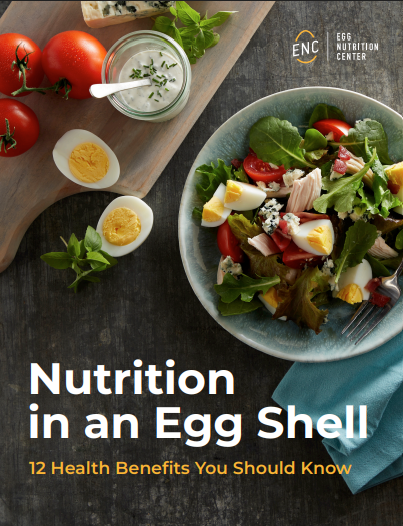 ENC
EGG
NUTRITION
CENTER
Nutrition
in an Egg Shell
12 Health Benefits You Should Know